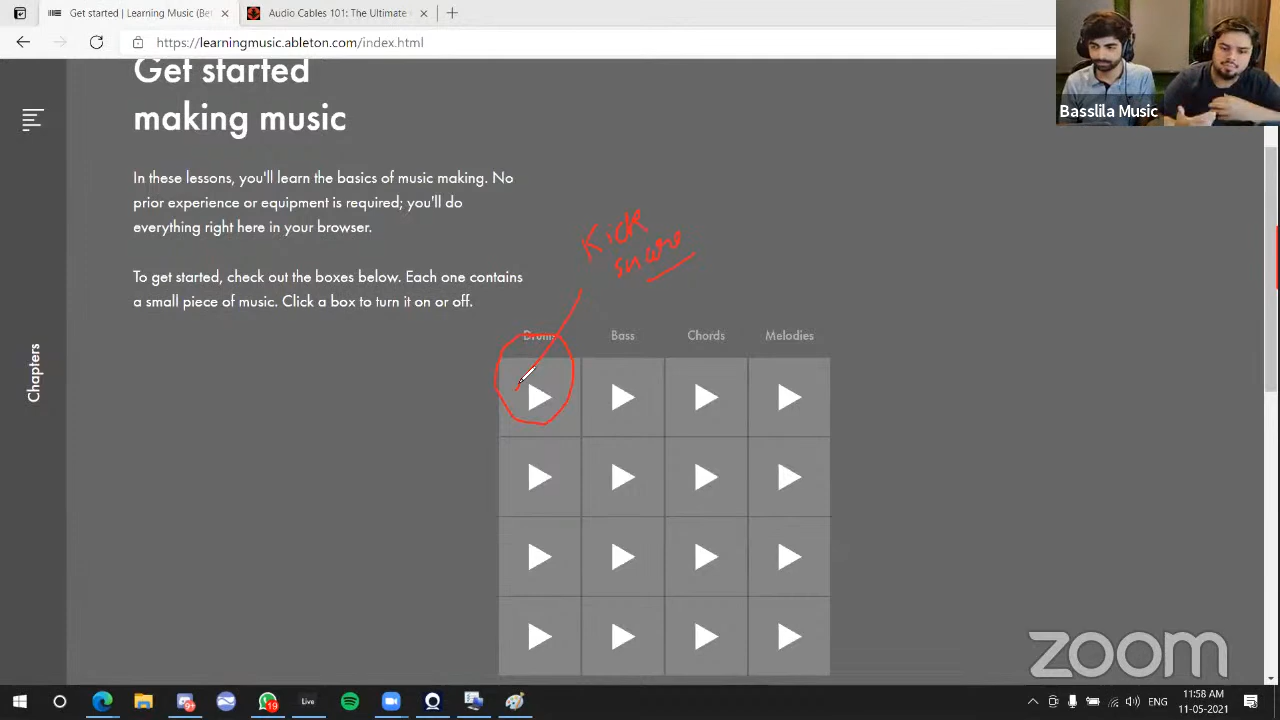 Get started | Learning Music (Be
Audio Cables 101: The Ultimate
https://learningmusic.ableton.com/index.html
Basslila Music
Get started
making music
In these lessons, you'll learn the basics of music making. No
prior experience or equipment is required; you'll do
everything right here in your browser.
To get started, check out the boxes below. Each one contains
a small piece of music. Click a box to turn it on or off.
Kick
snare
Drums Bass Chords Melodies
Chapters
zoom
Live
19
9+
ENG
11:58 AM
11-05-2021